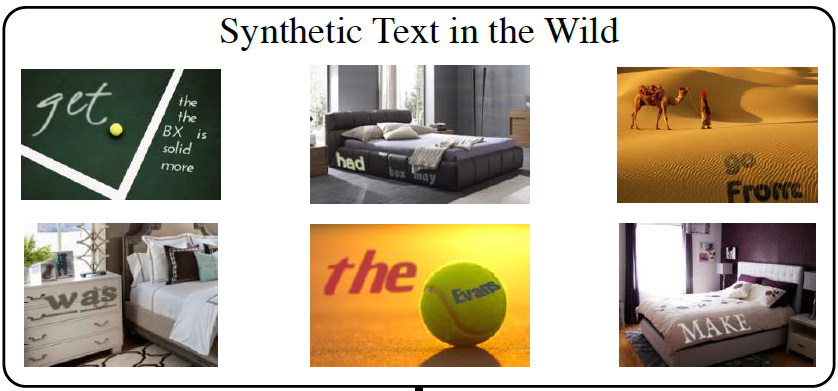 Synthetic Text in the Wild
get
the
the
BX is
solid
more
had
box may
go
From
was
the
Evans
MAKE